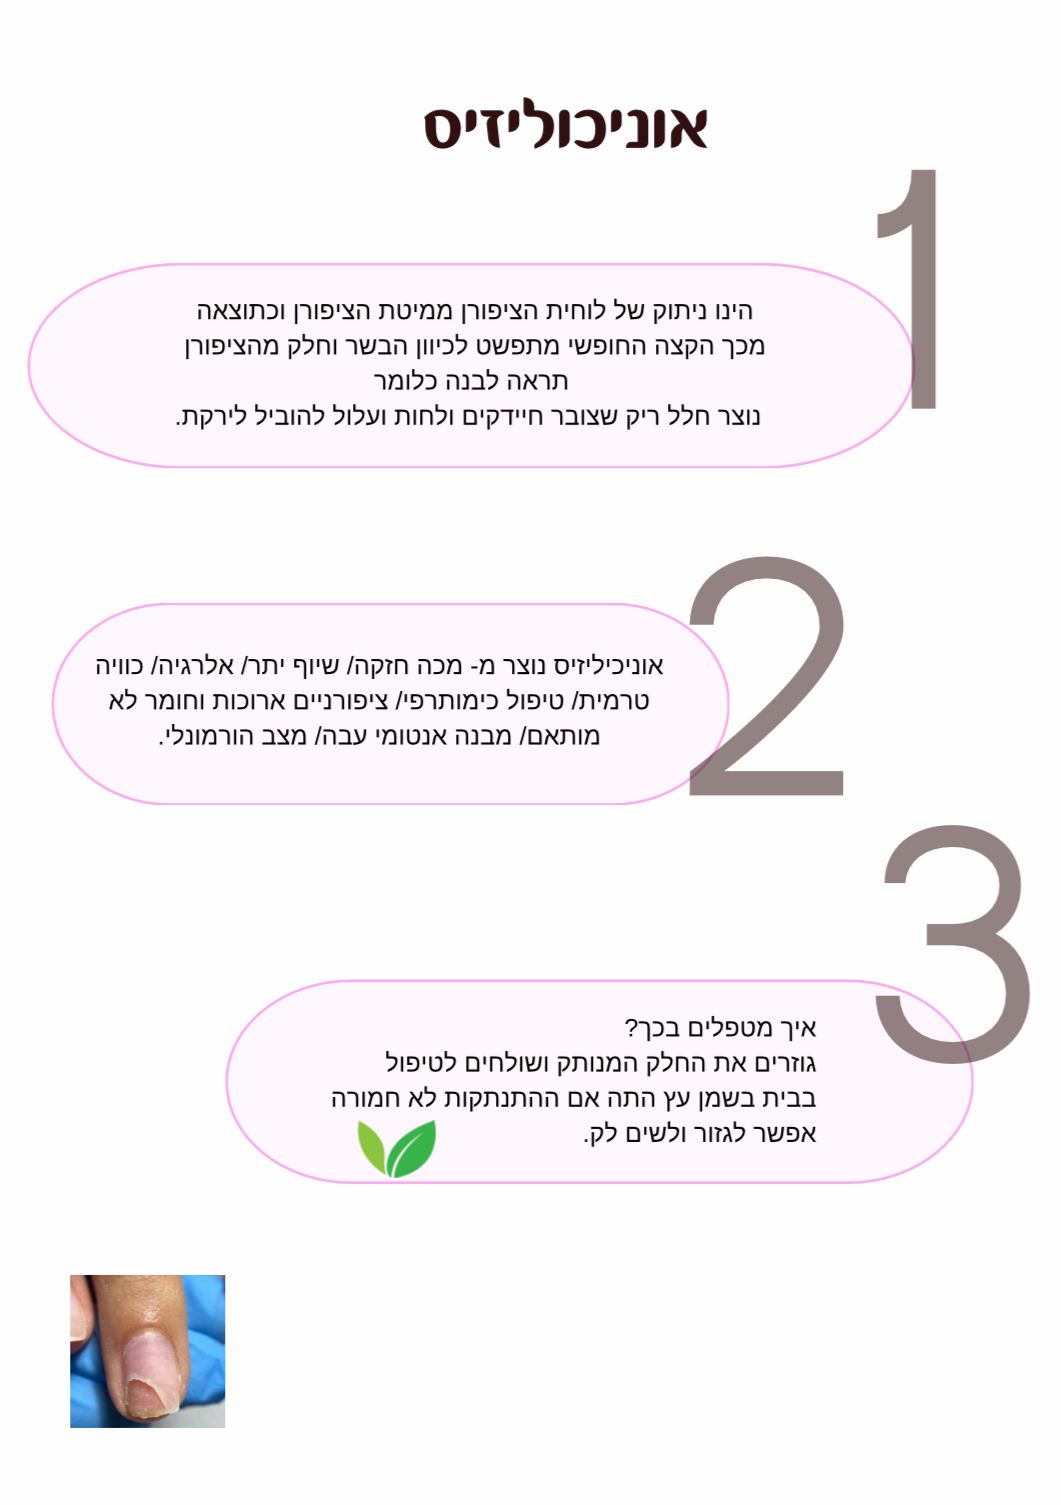 אוניכוליזיס
1
הינו ניתוק של לוחית הציפורן ממיטת הציפורן וכתוצאה
מכך הקצה החופשי מתפשט לכיוון הבשר וחלק מהציפורן
תראה לבנה כלומר
נוצר חלל ריק שצובר חיידקים ולחות ועלול להוביל לירקת.
2
אוניכיליזיס נוצר מ- מכה חזקה/ שיוף יתר/ אלרגיה/ כוויה
טרמית/ טיפול כימותרפי/ ציפורניים ארוכות וחומר לא
מותאם/ מבנה אנטומי עבה/ מצב הורמונלי.
3
איך מטפלים בכך?
גוזרים את החלק המנותק ושולחים לטיפול
בבית בשמן עץ התה אם ההתנתקות לא חמורה
אפשר לגזור ולשים לק.